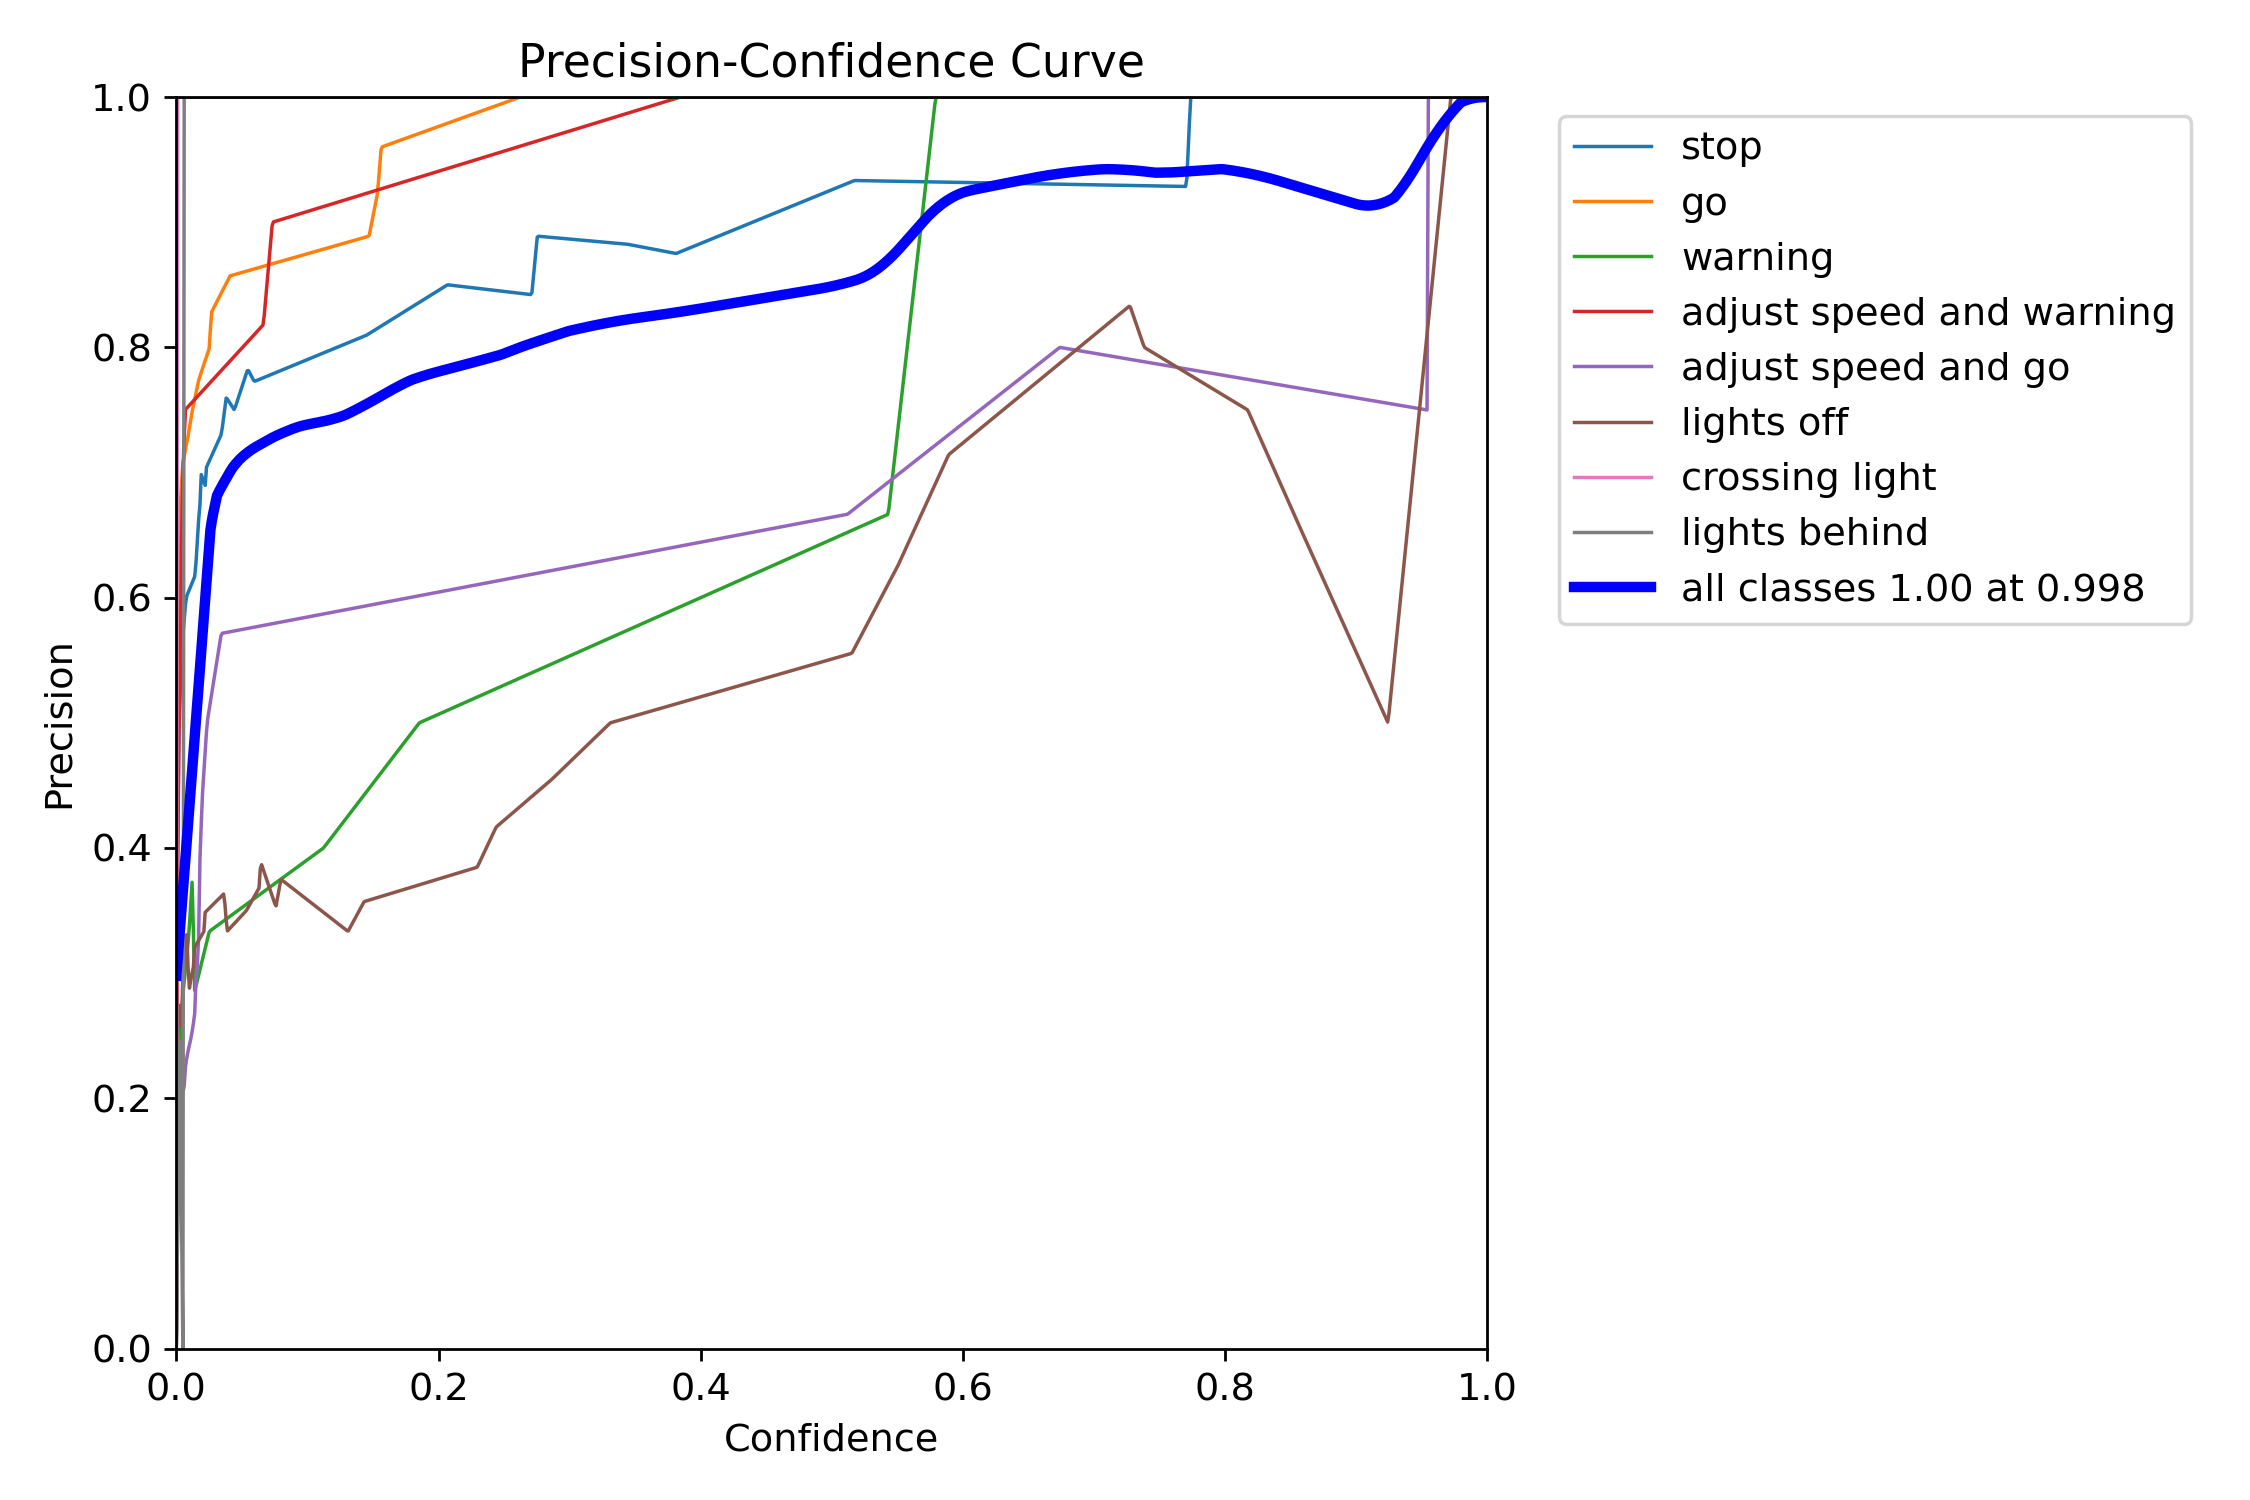 Precision-Confidence Curve
1.0
0.8
0.6
0.4
0.2
0.0
Precision
0.0 0.2 0.4 0.6 0.8 1.0
Confidence
stop
go
warning
adjust speed and warning
adjust speed and go
lights off
crossing light
lights behind
all classes 1.00 at 0.998